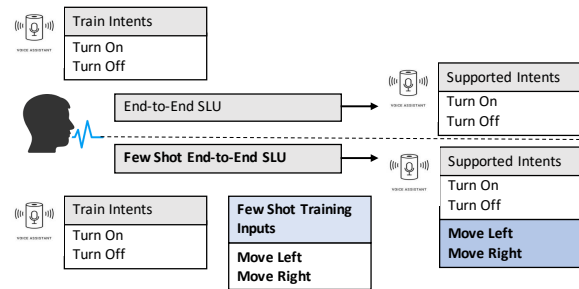 Train Intents
Turn On
Turn Off
VOICE ASSISTANT
End-to-End SLU
VOICE ASSISTANT
Supported Intents
Turn On
Turn Off
Few Shot End-to-End SLU
VOICE ASSISTANT
Supported Intents
Turn On
Turn Off
Move Left
Move Right
VOICE ASSISTANT
Train Intents
Turn On
Turn Off
Few Shot Training
Inputs
Move Left
Move Right